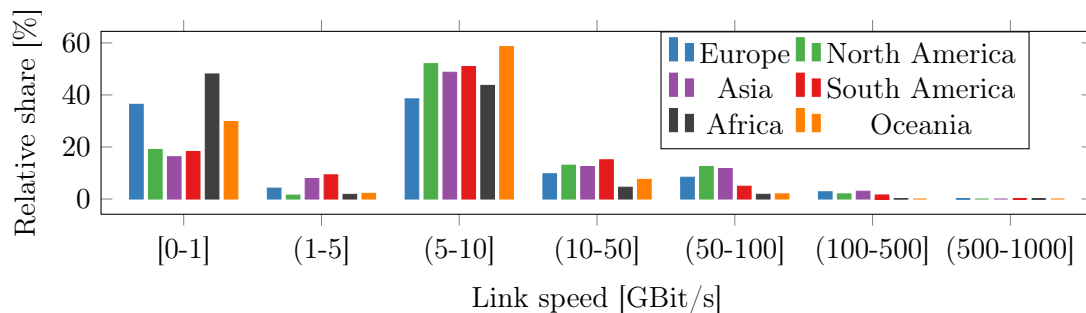 Relative share [%]
60
40
20
0
Europe North America
Asia South America
Africa Oceania
[0-1] (1-5] (5-10] (10-50] (50-100] (100-500] (500-1000]
Link speed [GBit/s]